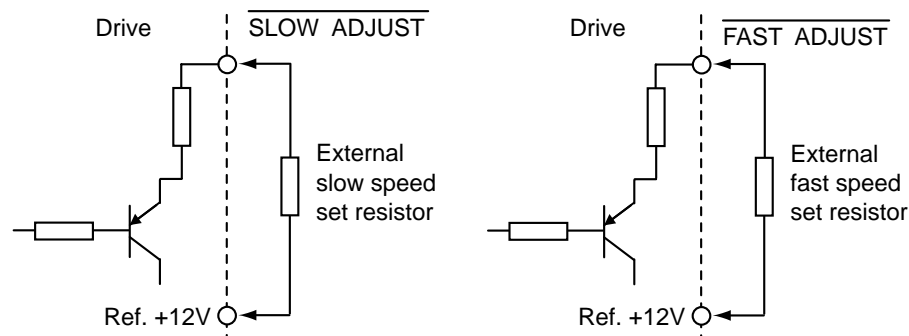 Drive
SLOW ADJUST
External
slow speed
set resistor
Ref. +12V
Drive
FAST ADJUST
External
fast speed
set resistor
Ref. +12V